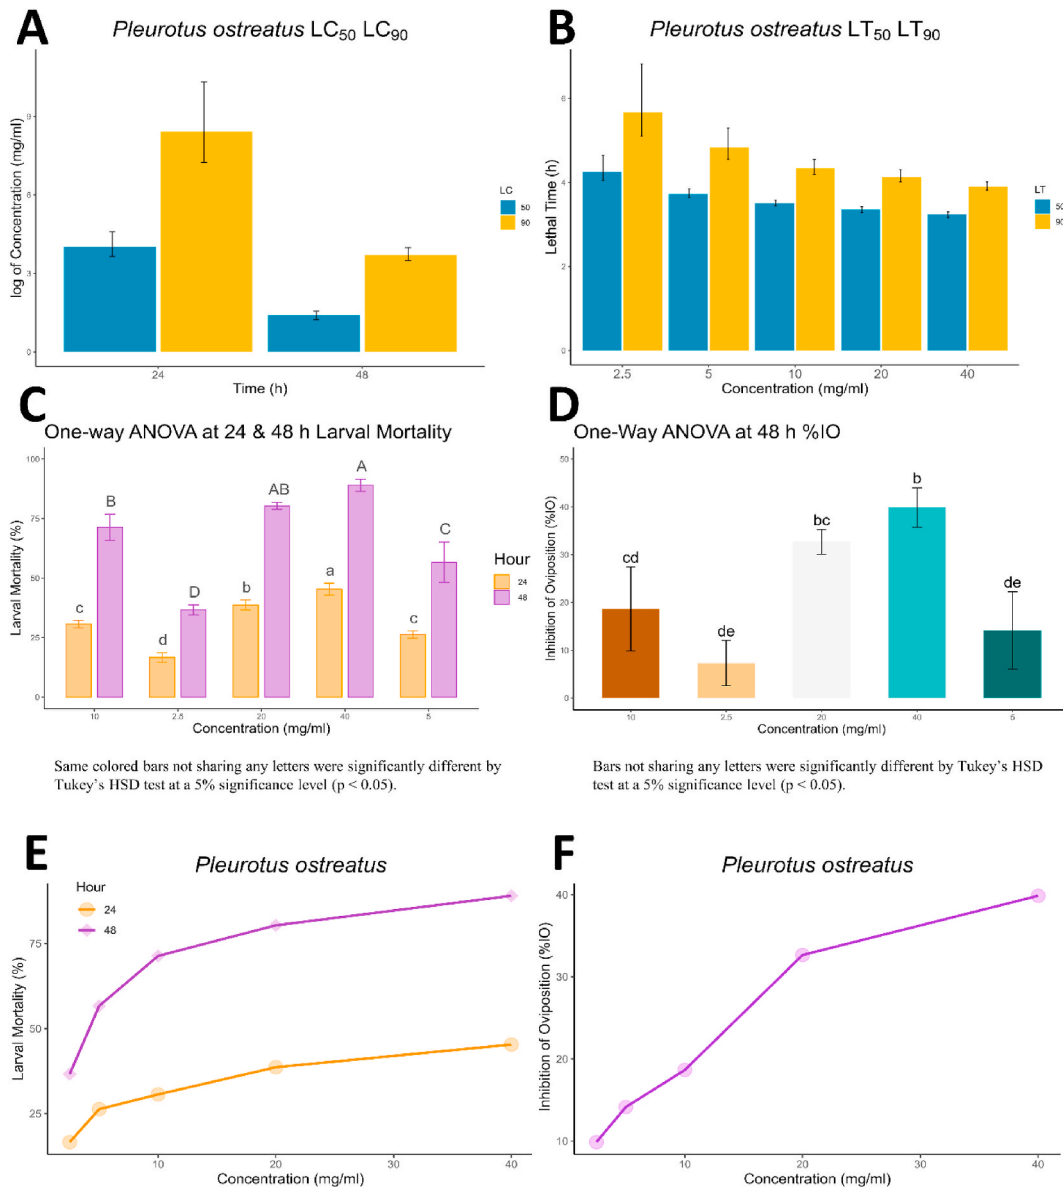 A
Pleurotus ostreatus LC50 LC90
log of Concentration (mg/ml)
9
6
3
0
24
48
Time (h)
LC
50
90
B
Pleurotus ostreatus LT50 LT90
Lethal Time (h)
6
4
2
0
2.5
5
10
20
40
Concentration (mg/ml)
LT
50
90
C
One-way ANOVA at 24 & 48 h Larval Mortality
Larval Mortality (%)
100
75
50
25
0
c
B
d
D
b
AB
a
A
c
C
10
2.5
20
40
5
Concentration (mg/ml)
Hour
24
48
Same colored bars not sharing any letters were significantly different by
Tukey's HSD test at a 5% significance level (p < 0.05).
D
One-Way ANOVA at 48 h %IO
Inhibition of Oviposition (%IO)
50
40
30
20
10
0
cd
de
bc
b
de
10
2.5
20
40
5
Concentration (mg/ml)
Bars not sharing any letters were significantly different by Tukey's HSD
test at a 5% significance level (p < 0.05).
E
Pleurotus ostreatus
Hour
24
48
Larval Mortality (%)
75
50
25
10
20
30
40
Concentration (mg/ml)
F
Pleurotus ostreatus
Inhibition of Oviposition (%IO)
40
30
20
10
10
20
30
40
Concentration (mg/ml)